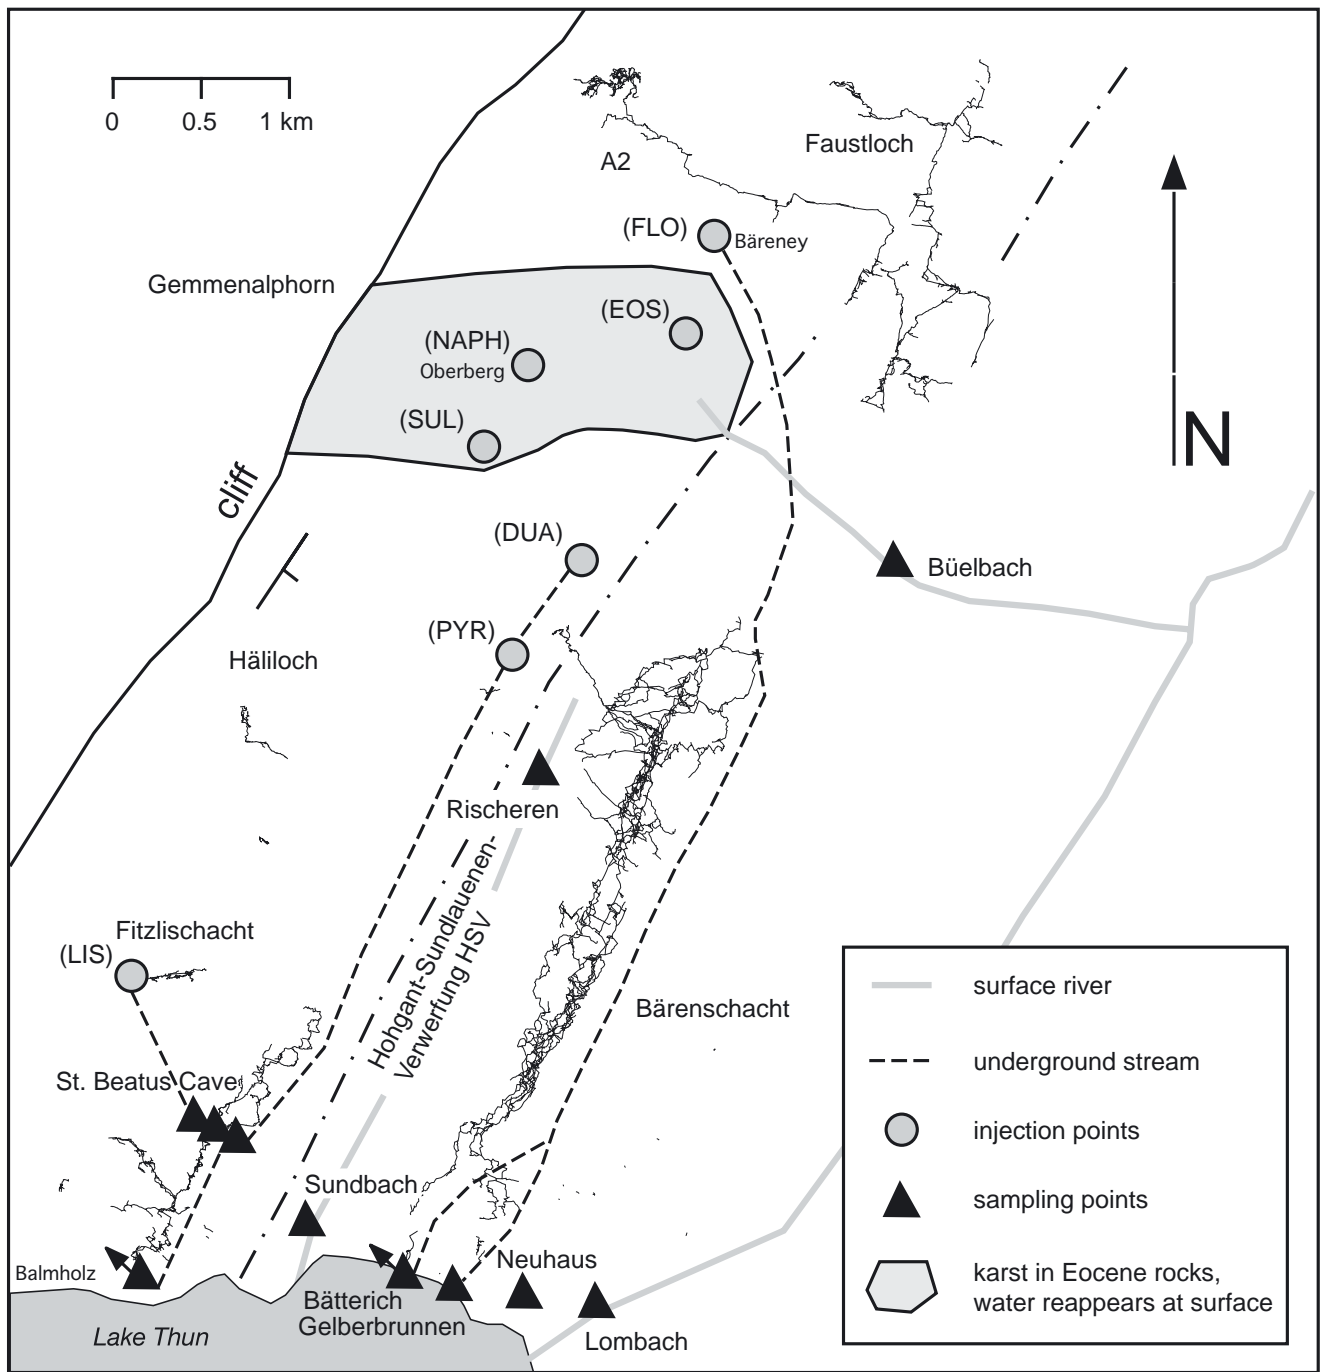 0 0.5 1 km
A2
Faustloch
(FLO)
Bäreney
Gemmenalphorn
(EOS)
(NAPH)
Oberberg
(SUL)
N
cliff
(DUA)
Büelbach
(PYR)
Häliloch
Rischeren
Hohgant-Sundlauenen-
Verwerfung HSV
Fitzlischacht
(LIS)
Bärenschacht
St. Beatus Cave
Sundbach
Neuhaus
Balmholz
Bätterich
Gelberbrunnen
Lake Thun
Lombach
surface river
underground stream
injection points
sampling points
karst in Eocene rocks,
water reappears at surface